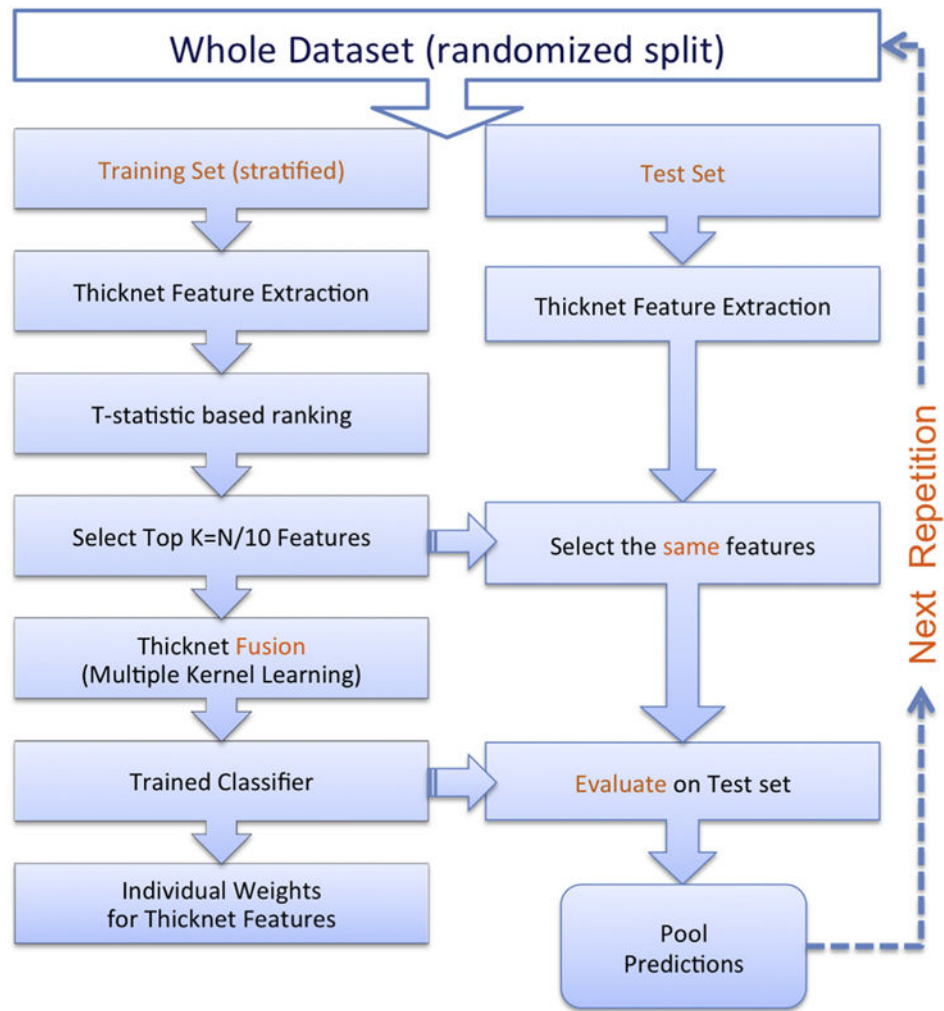 Whole Dataset (randomized split)
Training Set (stratified)
Thicknet Feature Extraction
T-statistic based ranking
Select Top K=N/10 Features
Thicknet Fusion
(Multiple Kernel Learning)
Trained Classifier
Individual Weights
for Thicknet Features
Test Set
Thicknet Feature Extraction
Select the same features
Evaluate on Test set
Pool
Predictions
Next Repetition